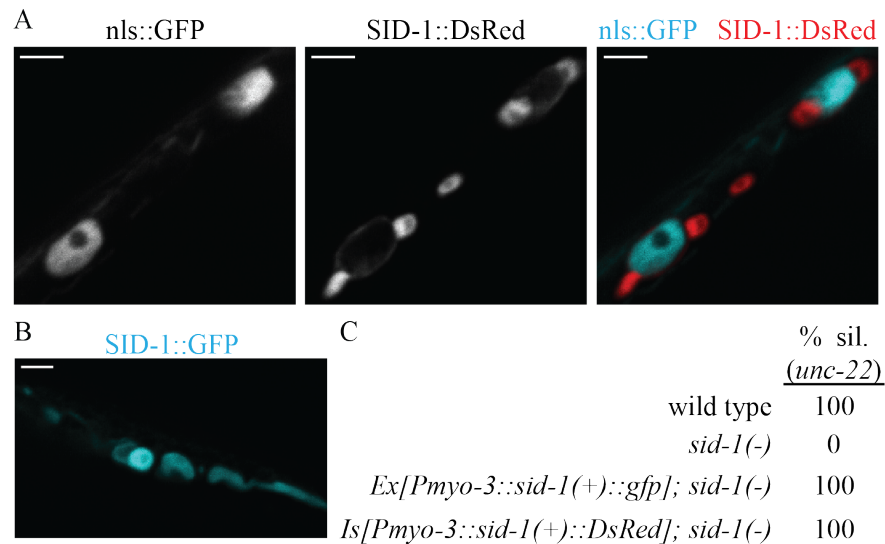 A
nls::GFP SID-1::DsRed nls::GFP SID-1::DsRed
B
SID-1::GFP
C
% sil.
(unc-22)
wild type 100
sid-1(-) 0
Ex[Pmyo-3::sid-1(+)::gfp]; sid-1(-) 100
Is[Pmyo-3::sid-1(+)::DsRed]; sid-1(-) 100